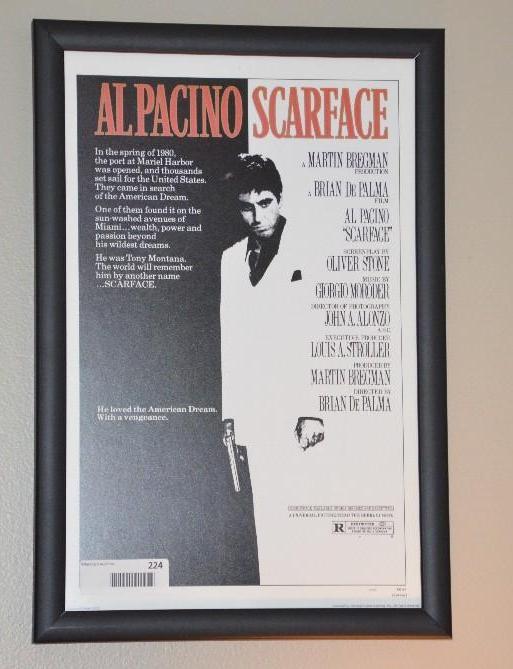 AL PACINO SCARFACE
In the spring of 1980,
the port at Mariel Harbor
was opened, and thousands
set sail for the United States.
They came in search
of the American Dream.
One of them found it on the
sun-washed avenues of
Miami...wealth, power and
passion beyond
his wildest dreams.
He was Tony Montana.
The world will remember
him by another name
...SCARFACE.
He loved the American Dream.
With a vengeance.
A MARTIN BREGMAN
PRODUCTION
A BRIAN DE PALMA
FILM
AL PACINO
"SCARFACE"
SCREENPLAY BY
OLIVER STONE
MUSIC BY
GIORGIO MORODER
DIRECTOR OF PHOTOGRAPHY
JOHN A. ALONZO
A.S.C.
EXECUTIVE PRODUCER
LOUIS A. STROLLER
PRODUCED BY
MARTIN BREGMAN
DIRECTED BY
BRIAN DE PALMA
R RESTRICTED
224